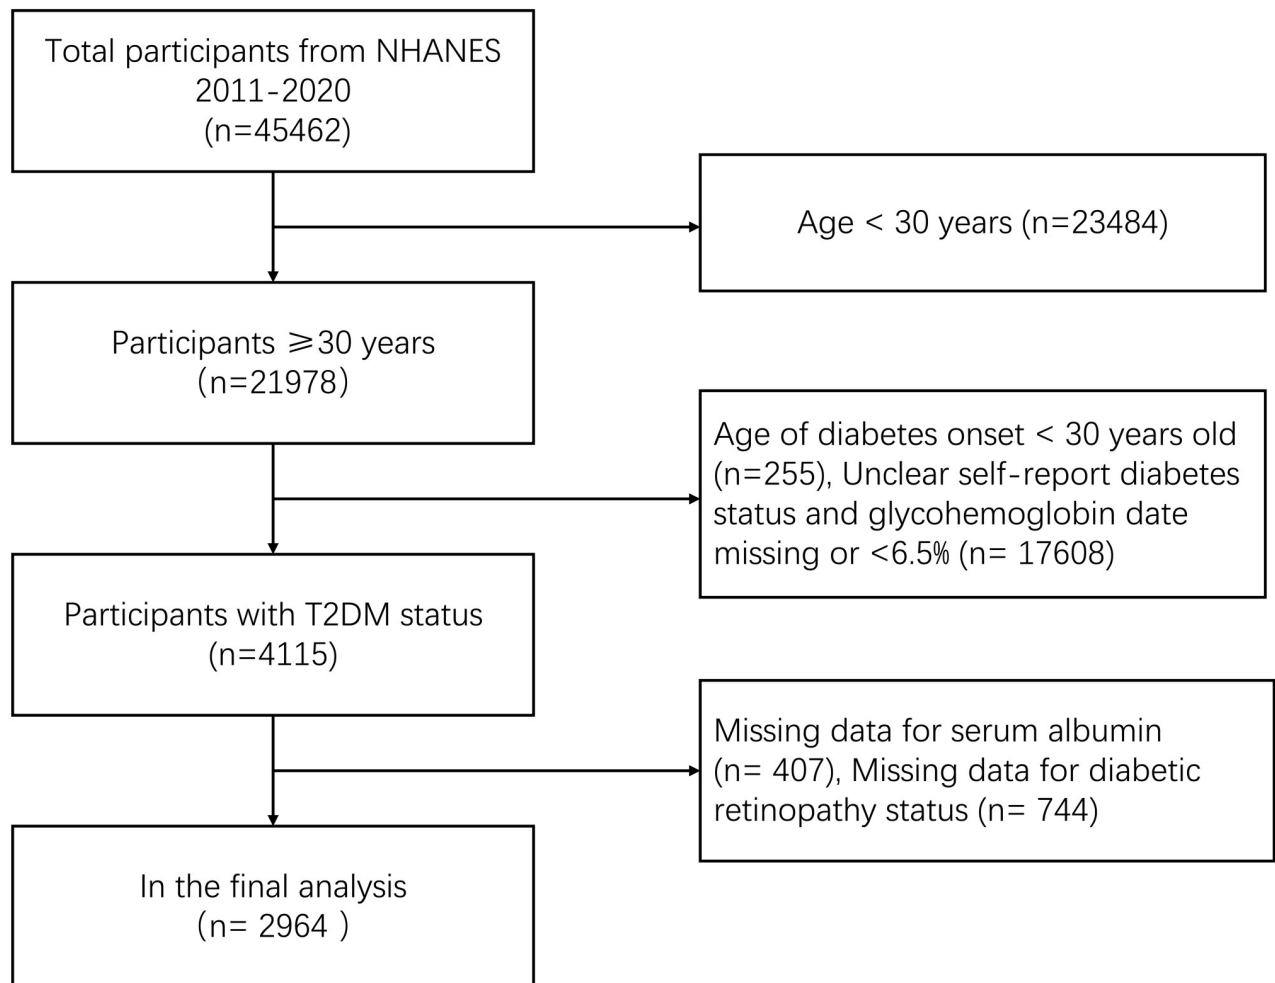 Total participants from NHANES
2011-2020
(n=45462)
Age < 30 years (n=23484)
Participants ≥30 years
(n=21978)
Age of diabetes onset < 30 years old
(n=255), Unclear self-report diabetes
status and glycohemoglobin date
missing or <6.5% (n= 17608)
Participants with T2DM status
(n=4115)
Missing data for serum albumin
(n= 407), Missing data for diabetic
retinopathy status (n= 744)
In the final analysis
(n= 2964 )